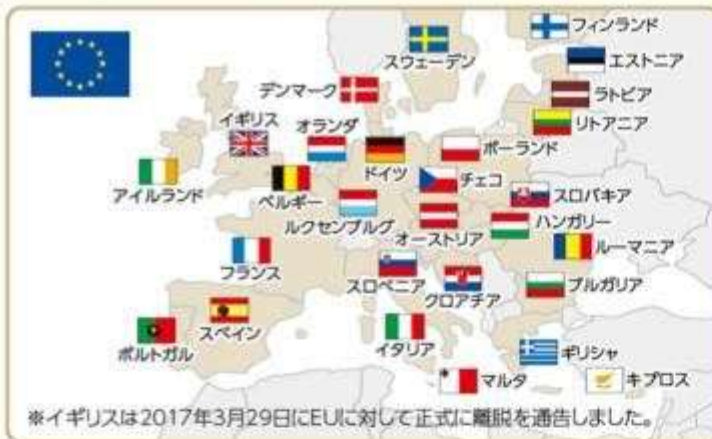 フィンランド
スウェーデン
エストニア
デンマーク
ラトビア
イギリス
オランダ
リトアニア
ポーランド
アイルランド
ベルギー
ドイツ
チェコ
スロバキア
ルクセンブルグ
オーストリア
ハンガリー
ルーマニア
フランス
スロベニア
クロアチア
ブルガリア
スペイン
ポルトガル
イタリア
ギリシャ
マルタ
キプロス
※イギリスは2017年3月29日にEUに対して正式に離脱を通告しました。